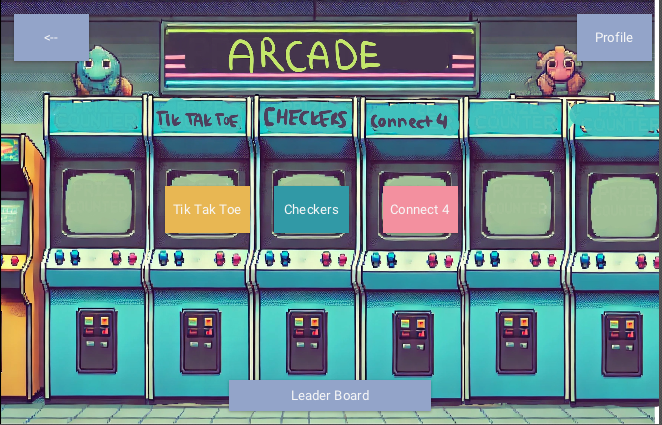 <-- Profile
ARCADE
TIK TAK TOE CHECKERS Connect 4
Tik Tak Toe Checkers Connect 4
Leader Board